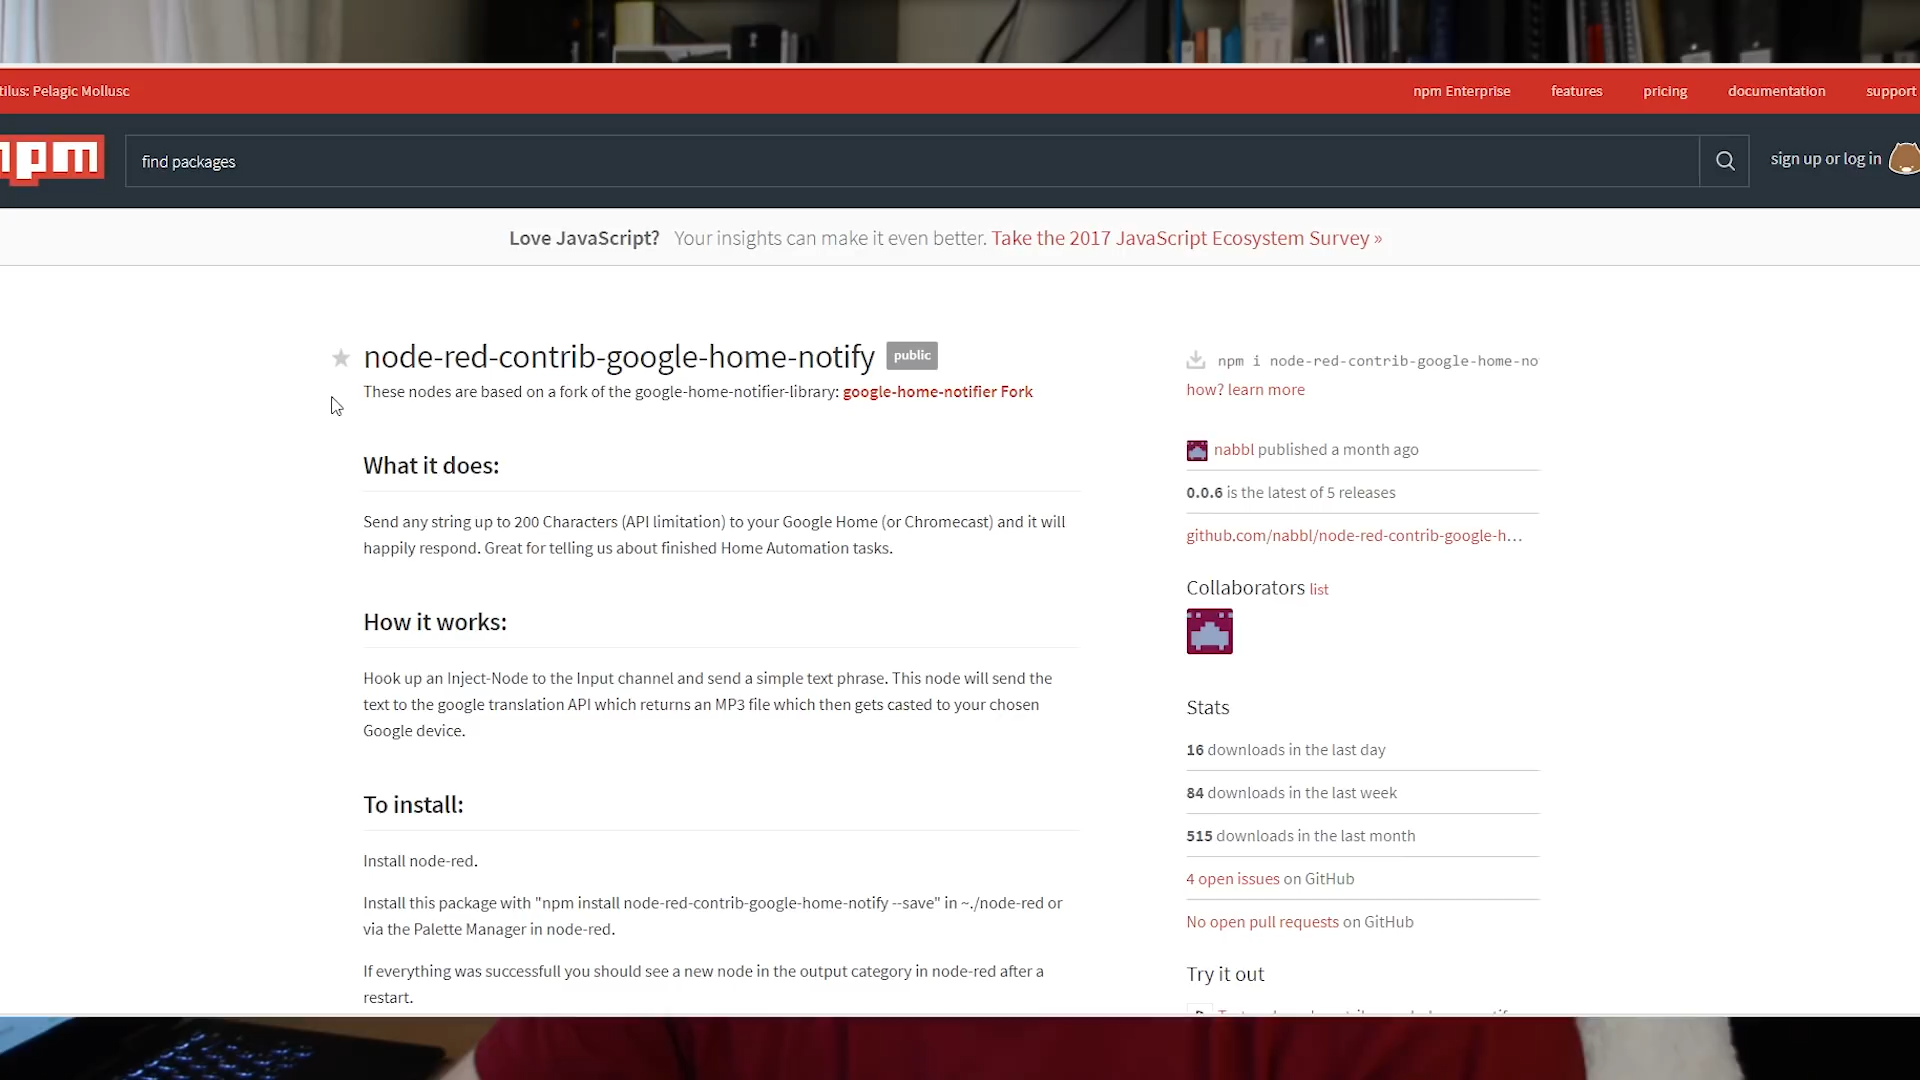 tilus: Pelagic Mollusc
npm Enterprise features pricing documentation support
npm
find packages
sign up or log in
Love JavaScript? Your insights can make it even better. Take the 2017 JavaScript Ecosystem Survey »
node-red-contrib-google-home-notify public
These nodes are based on a fork of the google-home-notifier-library: google-home-notifier Fork
What it does:
Send any string up to 200 Characters (API limitation) to your Google Home (or Chromecast) and it will
happily respond. Great for telling us about finished Home Automation tasks.
How it works:
Hook up an Inject-Node to the Input channel and send a simple text phrase. This node will send the
text to the google translation API which returns an MP3 file which then gets casted to your chosen
Google device.
To install:
Install node-red.
Install this package with "npm install node-red-contrib-google-home-notify --save" in ~./node-red or
via the Palette Manager in node-red.
If everything was successfull you should see a new node in the output category in node-red after a
restart.
npm i node-red-contrib-google-home-no
how? learn more
nabbl published a month ago
0.0.6 is the latest of 5 releases
github.com/nabbl/node-red-contrib-google-h…
Collaborators list
Stats
16 downloads in the last day
84 downloads in the last week
515 downloads in the last month
4 open issues on GitHub
No open pull requests on GitHub
Try it out